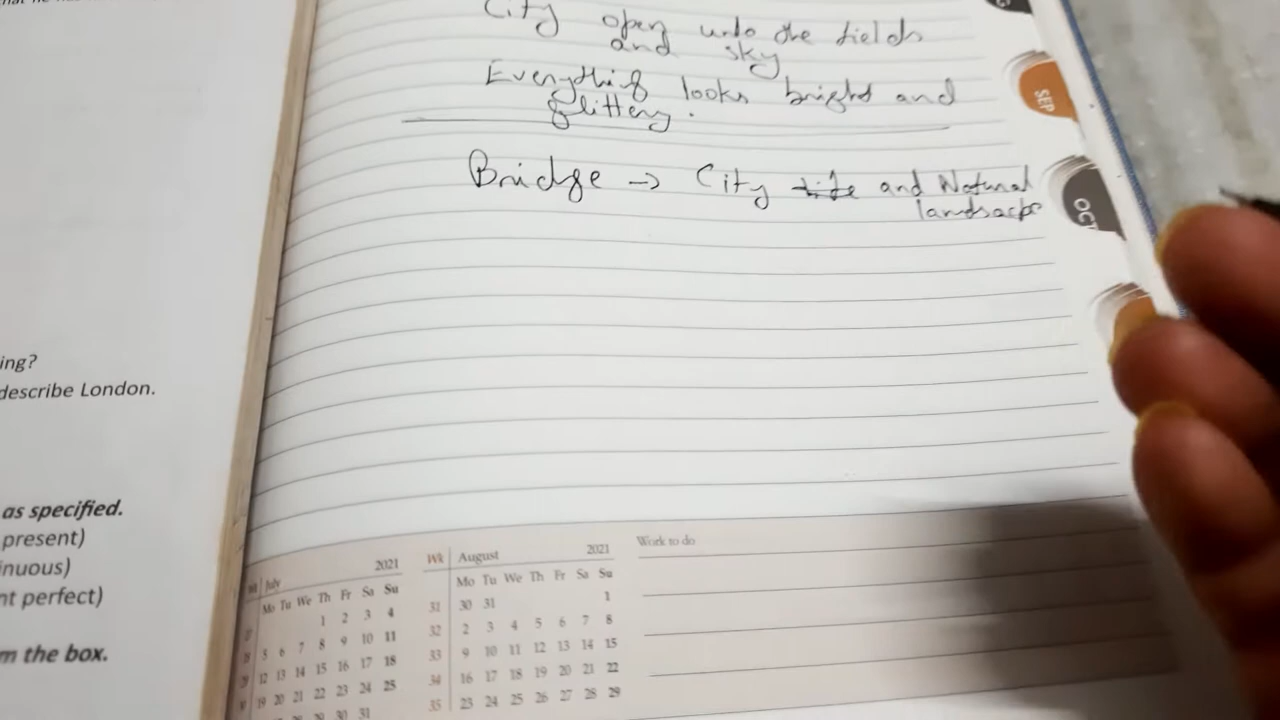 City open unto the fields
and sky
Everything looks bright and
glittery.
Bridge → City life and Natural
landsacpe
SEP
OCT
ing?
describe London.
as specified.
present)
inuous)
nt perfect)
m the box.
July 2021
Mo Tu We Th Fr Sa Su
1 2 3 4
5 6 7 8 9 10 11
12 13 14 15 16 17 18
19 20 21 22 23 24 25
29 30 31
Wk August 2021
Mo Tu We Th Fr Sa Su
31 30 31 1
32 2 3 4 5 6 7 8
33 9 10 11 12 13 14 15
34 16 17 18 19 20 21 22
35 23 24 25 26 27 28 29
Work to do